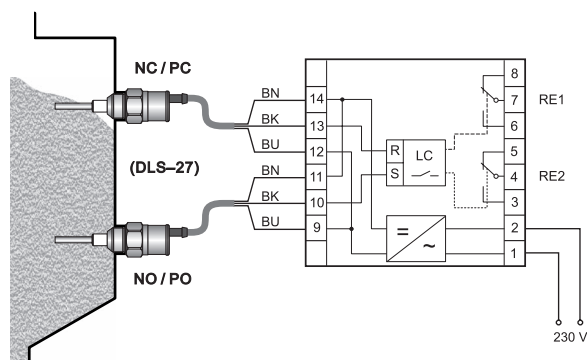 NC / PC
BN
BK
BU
(DLS–27)
BN
BK
BU
NO / PO
14
13
12
11
10
9
R
S
LC
=
~
8
7
6
5
4
3
2
1
RE1
RE2
230 V